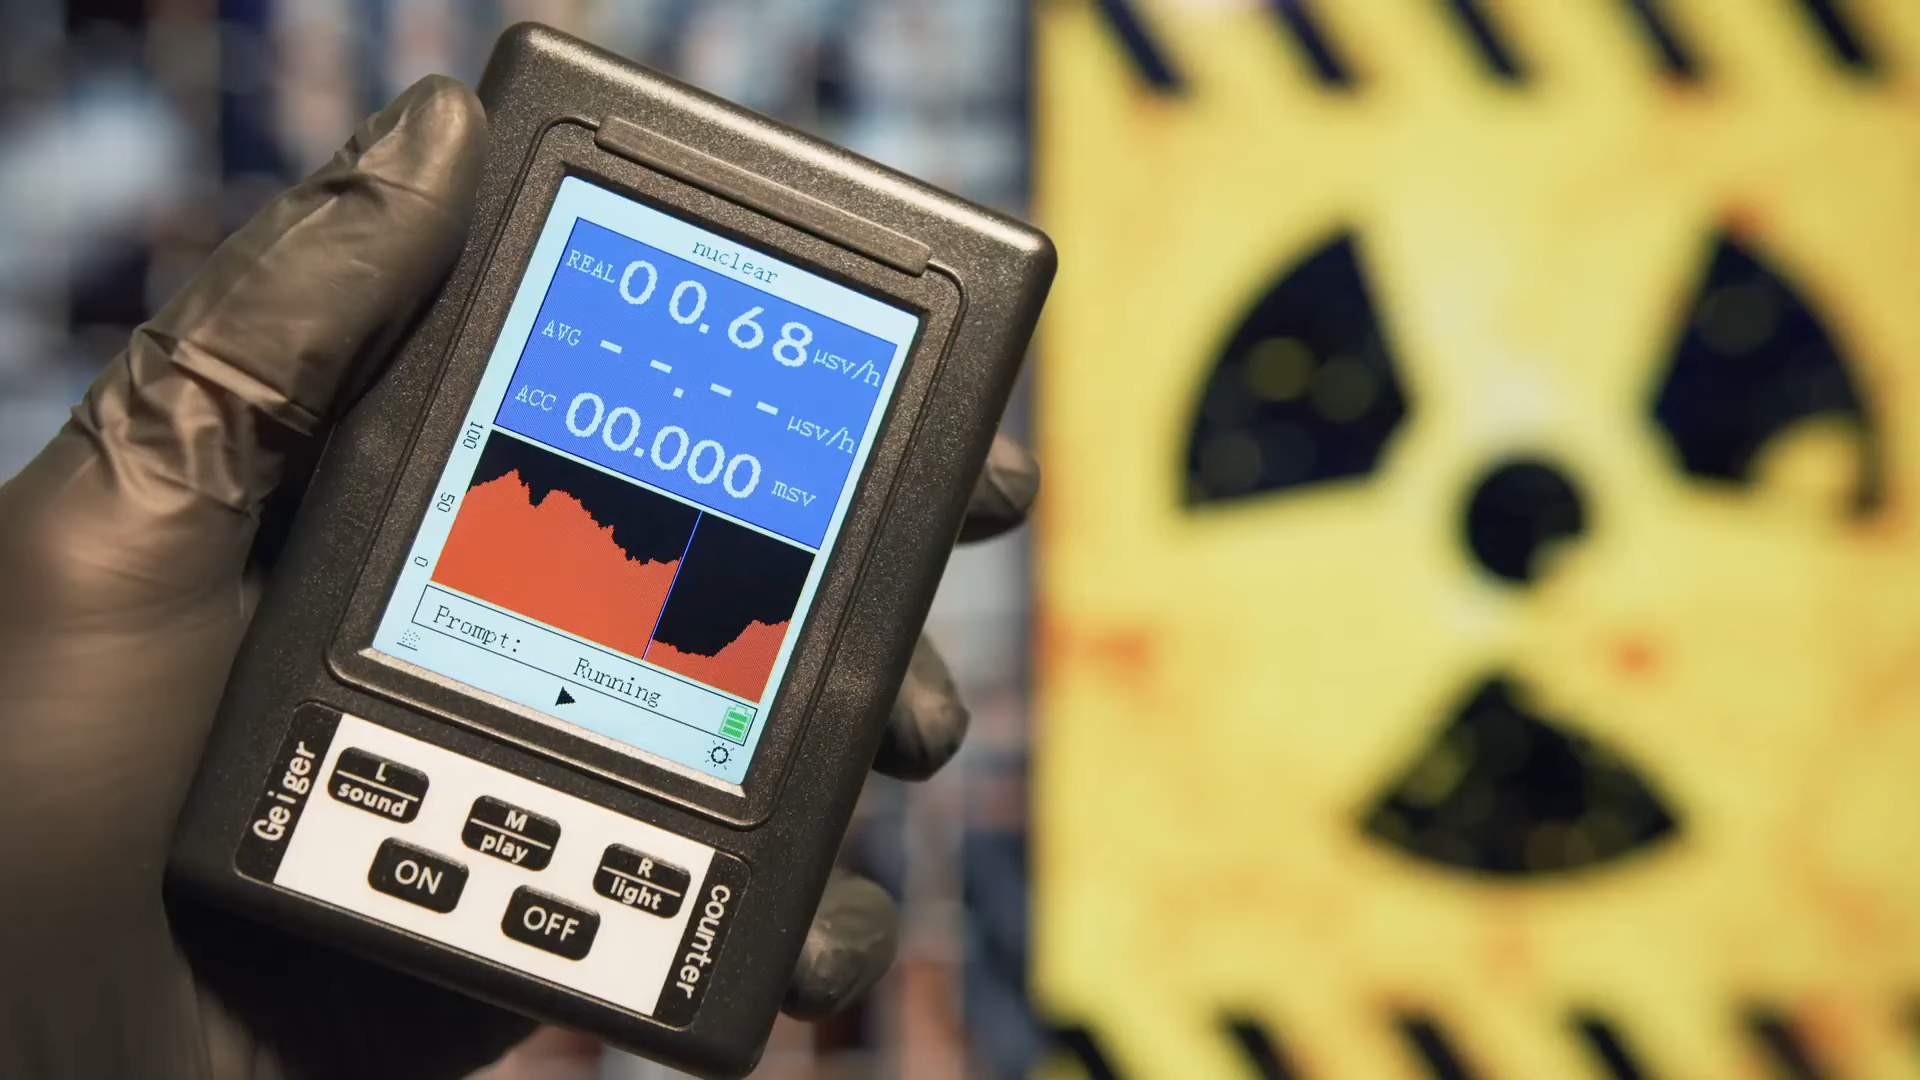 nuclear
REAL 00.68 µsv/h
AVG --.-- µsv/h
ACC 00.000 msv
100
50
0
Prompt:
Running
Geiger
L
sound
M
play
R
light
ON
OFF
counter